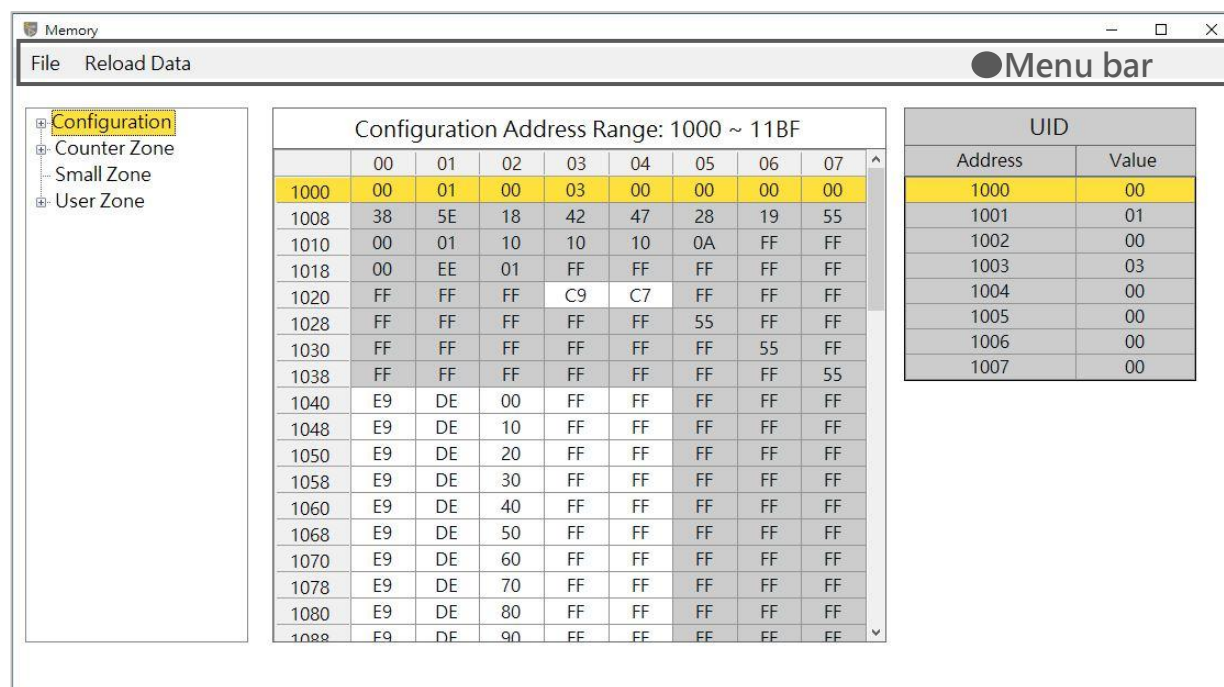 Memory
File Reload Data
Menu bar
Configuration
Counter Zone
Small Zone
User Zone
Configuration Address Range: 1000 ~ 11BF
00 01 02 03 04 05 06 07
1000 00 01 00 03 00 00 00 00
1008 38 5E 18 42 47 28 19 55
1010 00 01 10 10 10 0A FF FF
1018 00 EE 01 FF FF FF FF FF
1020 FF FF FF C9 C7 FF FF FF
1028 FF FF FF FF FF 55 FF FF
1030 FF FF FF FF FF FF 55 FF
1038 FF FF FF FF FF FF FF 55
1040 E9 DE 00 FF FF FF FF FF
1048 E9 DE 10 FF FF FF FF FF
1050 E9 DE 20 FF FF FF FF FF
1058 E9 DE 30 FF FF FF FF FF
1060 E9 DE 40 FF FF FF FF FF
1068 E9 DE 50 FF FF FF FF FF
1070 E9 DE 60 FF FF FF FF FF
1078 E9 DE 70 FF FF FF FF FF
1080 E9 DE 80 FF FF FF FF FF
1088 E9 DE 90 FF FF FF FF FF
UID
Address Value
1000 00
1001 01
1002 00
1003 03
1004 00
1005 00
1006 00
1007 00